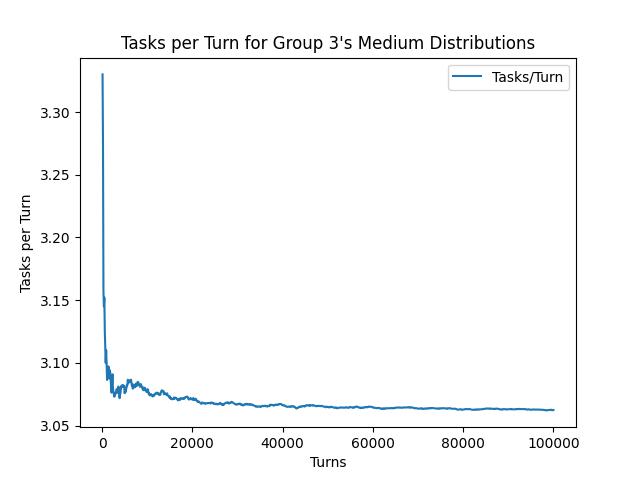 Tasks per Turn for Group 3's Medium Distributions
Tasks/Turn
Tasks per Turn
3.30
3.25
3.20
3.15
3.10
3.05
0 20000 40000 60000 80000 100000
Turns